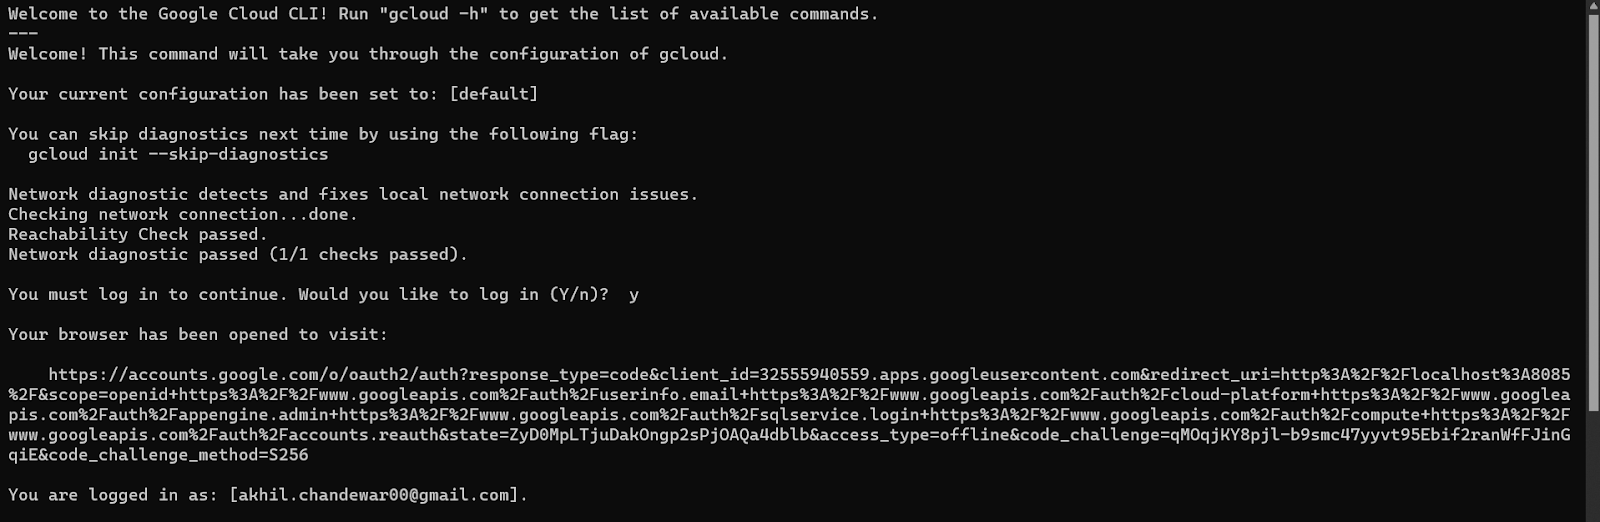 Welcome to the Google Cloud CLI! Run "gcloud -h" to get the list of available commands.
---
Welcome! This command will take you through the configuration of gcloud.
Your current configuration has been set to: [default]
You can skip diagnostics next time by using the following flag:
  gcloud init --skip-diagnostics
Network diagnostic detects and fixes local network connection issues.
Checking network connection...done.
Reachability Check passed.
Network diagnostic passed (1/1 checks passed).
You must log in to continue. Would you like to log in (Y/n)?  y
Your browser has been opened to visit:
    https://accounts.google.com/o/oauth2/auth?response_type=code&client_id=32555940559.apps.googleusercontent.com&redirect_uri=http%3A%2F%2Flocalhost%3A8085
%2F&scope=openid+https%3A%2F%2Fwww.googleapis.com%2Fauth%2Fuserinfo.email+https%3A%2F%2Fwww.googleapis.com%2Fauth%2Fcloud-platform+https%3A%2F%2Fwww.googlea
pis.com%2Fauth%2Fappengine.admin+https%3A%2F%2Fwww.googleapis.com%2Fauth%2Fsqlservice.login+https%3A%2F%2Fwww.googleapis.com%2Fauth%2Fcompute+https%3A%2F%2F
www.googleapis.com%2Fauth%2Faccounts.reauth&state=ZyD0MpLTjuDakOngp2sPjOAQa4dblb&access_type=offline&code_challenge=qMOqjKY8pjl-b9smc47yyvt95Ebif2ranWfFJinG
qiE&code_challenge_method=S256
You are logged in as: [akhil.chandewar00@gmail.com].